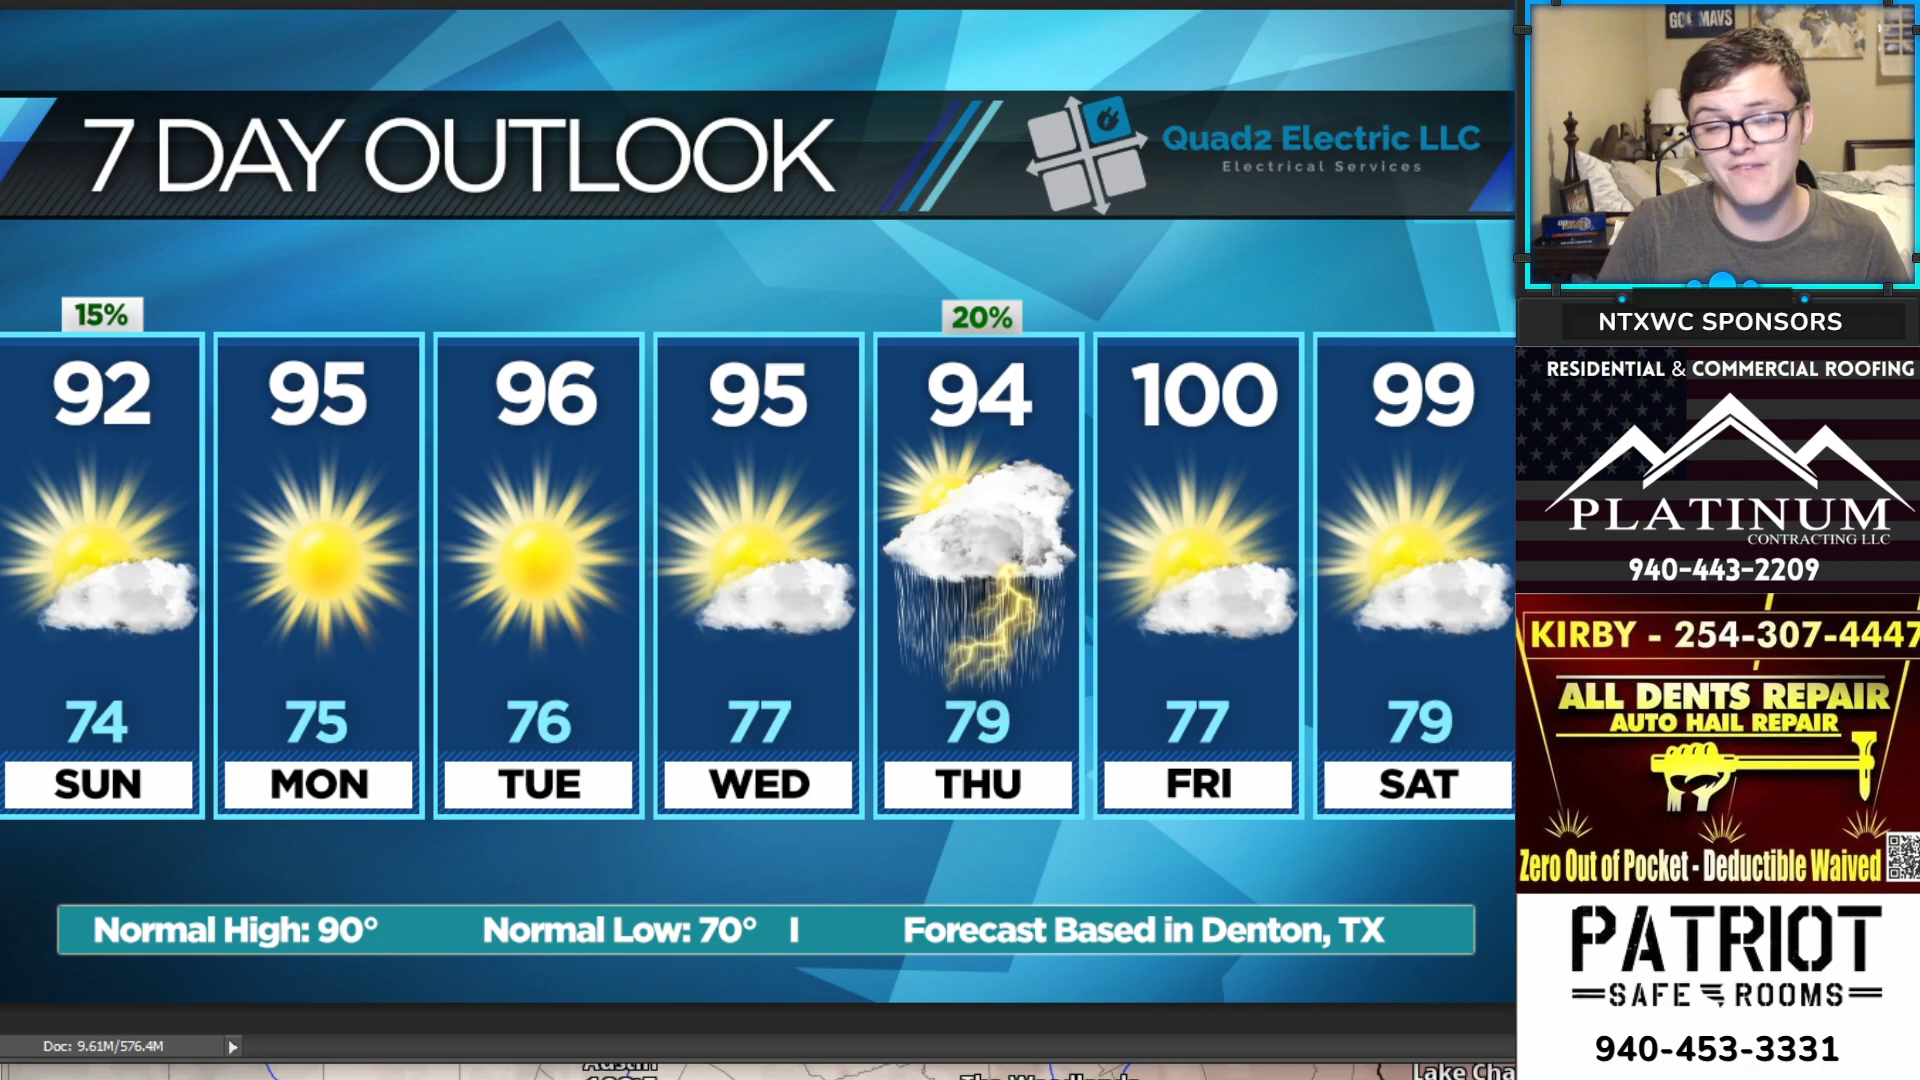 7 DAY OUTLOOK
Quad2 Electric LLC
Electrical Services
15%
20%
92
95
96
95
94
100
99
74
75
76
77
79
77
79
SUN
MON
TUE
WED
THU
FRI
SAT
Normal High: 90° Normal Low: 70° | Forecast Based in Denton, TX
Doc: 9.61M/576.4M
GO MAVS
NTXWC SPONSORS
RESIDENTIAL & COMMERCIAL ROOFING
PLATINUM
CONTRACTING LLC
940-443-2209
KIRBY - 254-307-4447
ALL DENTS REPAIR
AUTO HAIL REPAIR
Zero Out of Pocket - Deductible Waived
PATRIOT
SAFE ROOMS
940-453-3331